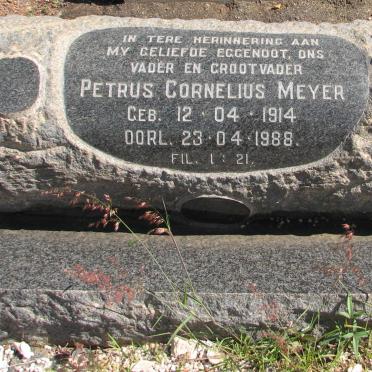 IN TERE HERINNERING AAN
MY GELIEFDE EGGENOOT, ONS
VADER EN GROOTVADER
PETRUS CORNELIUS MEYER
GEB. 12 · 04 · 1914
OORL. 23 · 04 · 1988.
FIL. 1 : 21.